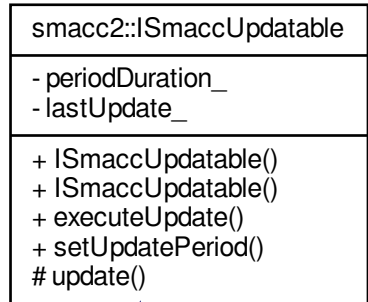 smacc2::ISmaccUpdatable
- periodDuration_
- lastUpdate_
+ ISmaccUpdatable()
+ ISmaccUpdatable()
+ executeUpdate()
+ setUpdatePeriod()
# update()